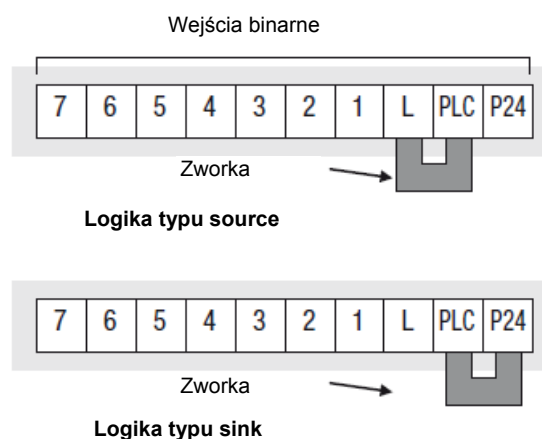 Wejścia binarne
7 6 5 4 3 2 1 L PLC P24
Zworka
Logika typu source
7 6 5 4 3 2 1 L PLC P24
Zworka
Logika typu sink